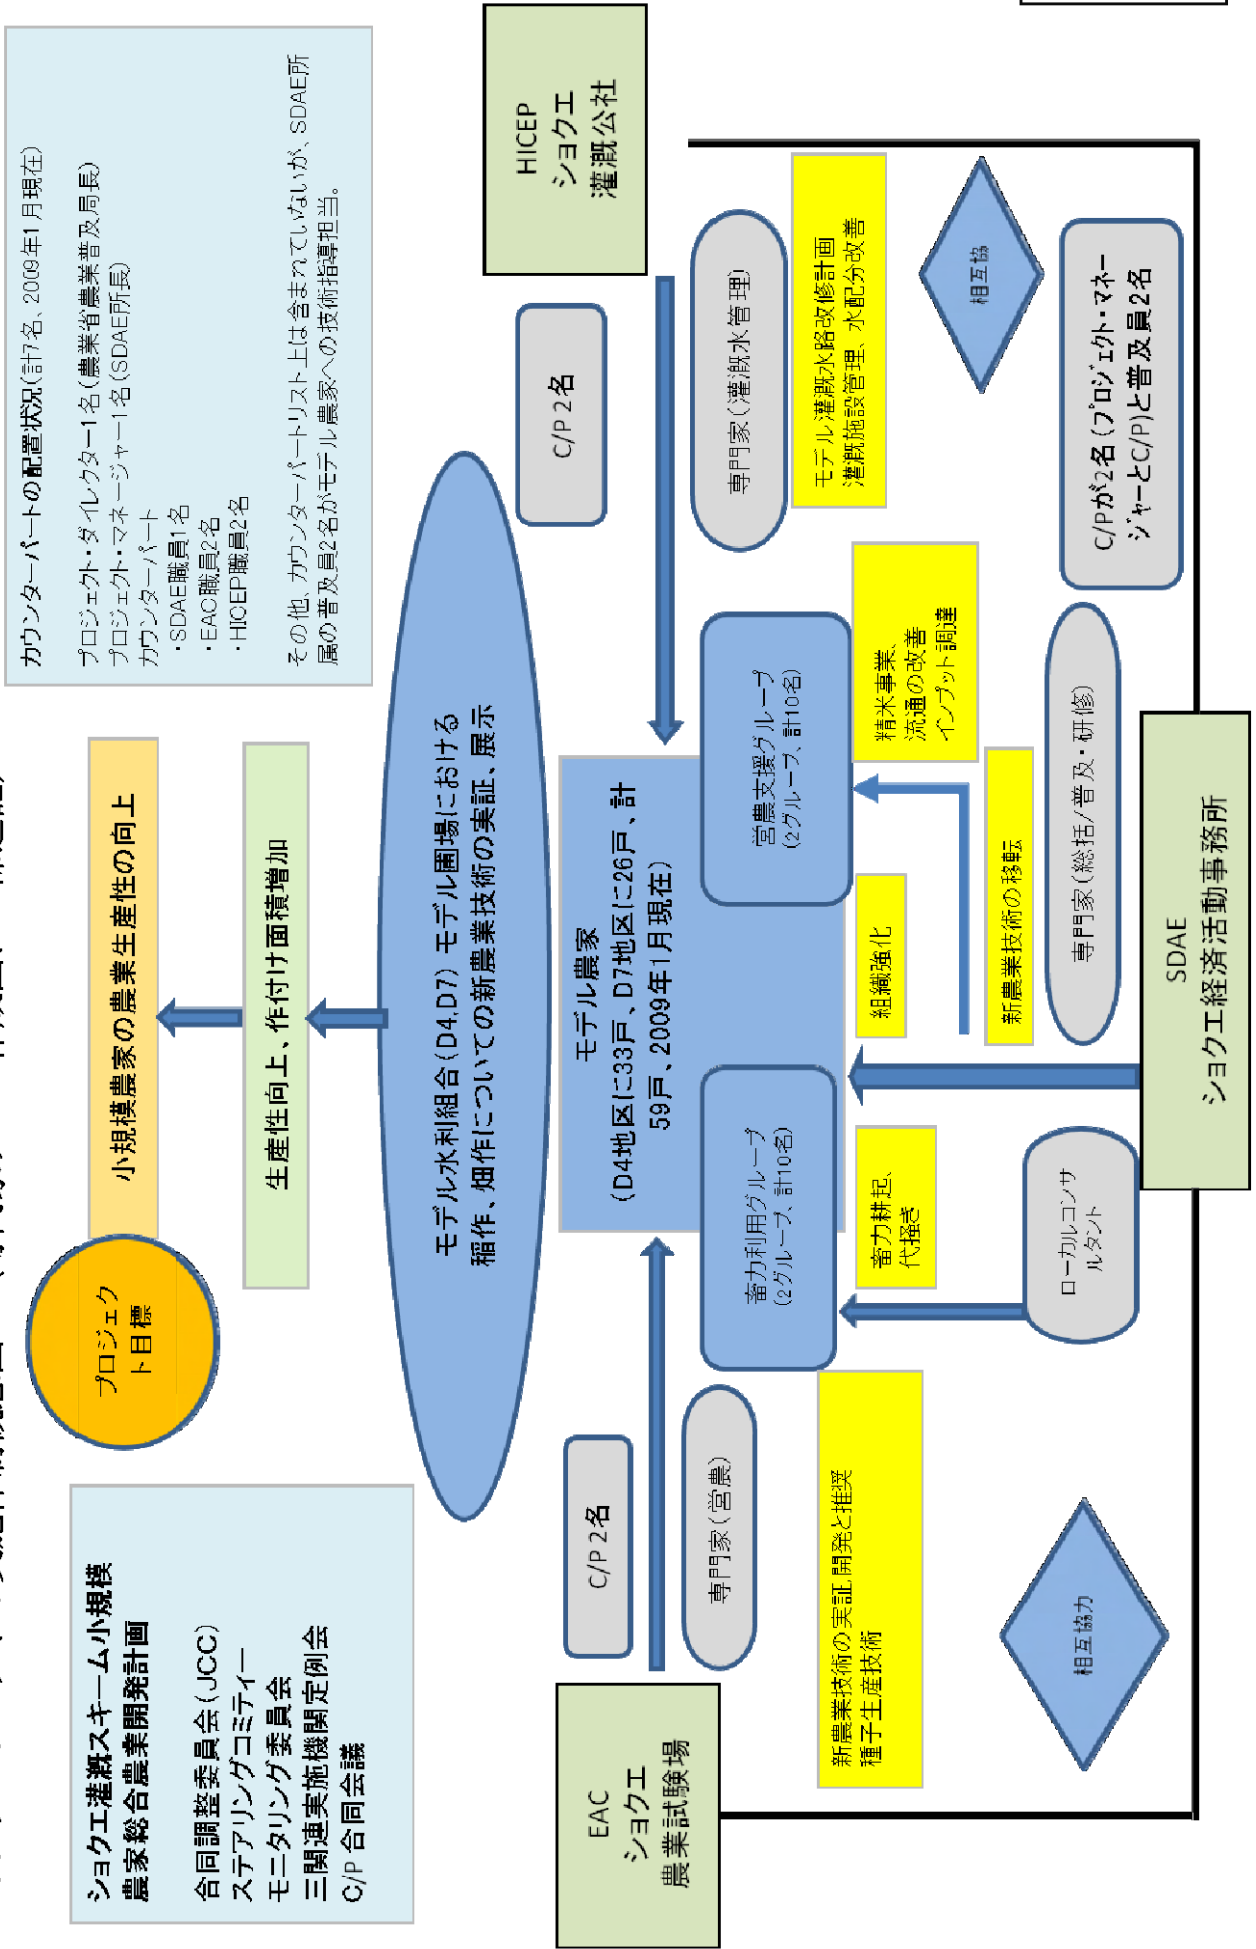 ショクエ灌漑スキーム小規模
農家総合農業開発計画
合同調整委員会(JCC)
ステアリングコミティー
モニタリング委員会
三関連実施機関定例会
C/P 合同会議
プロジェク
ト目標
小規模農家の農業生産性の向上
生産性向上、作付け面積増加
カウンターパートの配置状況(計7名、2009年1月現在)
プロジェクト・ダイレクター1名(農業省農業普及局長)
プロジェクト・マネージャー1名(SDAE所長)
カウンターパート
・SDAE職員1名
・EAC職員2名
・HICEP職員2名
その他、カウンターパートリスト上は含まれていないが、SDAE所
属の普及員2名がモデル農家への技術指導担当。
モデル水利組合(D4,D7) モデル圃場における
稲作、畑作についての新農業技術の実証、展示
EAC
ショクエ
農業試験場
C/P 2名
専門家(営農)
新農業技術の実証,開発と推奨
種子生産技術
モデル農家
(D4地区に33戸、D7地区に26戸、計
59戸、2009年1月現在)
畜力利用グループ
(2グループ、計10名)
営農支援グループ
(2グループ、計10名)
畜力耕起、
代掻き
組織強化
精米事業、
流通の改善
インプット調達
新農業技術の移転
HICEP
ショクエ
灌漑公社
C/P 2名
専門家(灌漑水管理)
モデル灌漑水路改修計画
灌漑施設管理、水配分改善
相互協力
ローカルコンサ
ルタント
専門家(総括/普及・研修)
C/Pが2名(プロジェクト・マネー
ジャーとC/P)と普及員2名
相互協
SDAE
ショクエ経済活動事務所